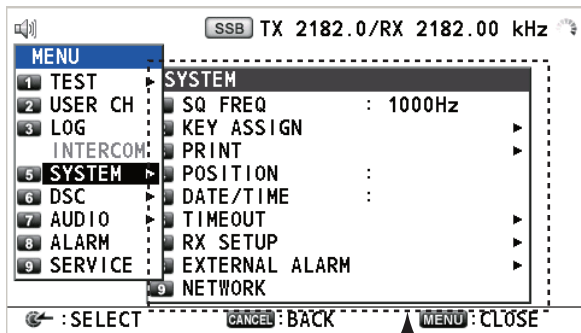 SSB TX 2182.0/RX 2182.00 kHz
MENU
1 TEST
2 USER CH
3 LOG
INTERCOM
5 SYSTEM
6 DSC
7 AUDIO
8 ALARM
9 SERVICE
SYSTEM
SQ FREQ : 1000Hz
KEY ASSIGN
PRINT
POSITION :
DATE/TIME :
TIMEOUT
RX SETUP
EXTERNAL ALARM
9 NETWORK
: SELECT CANCEL : BACK MENU : CLOSE